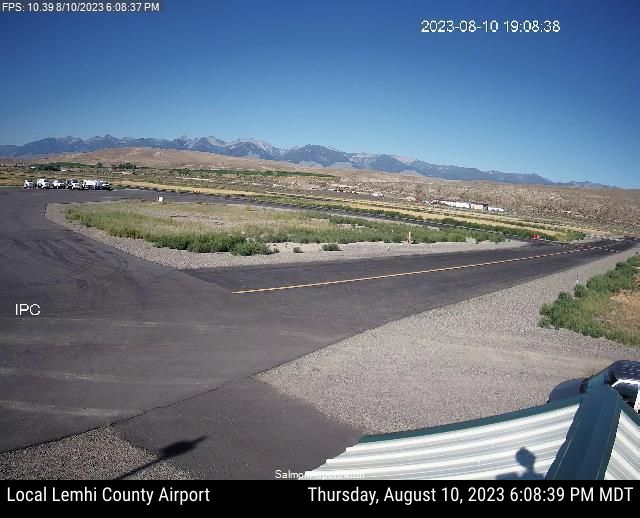 FPS: 10.39 8/10/2023 6:08:37 PM
2023-08-10 19:08:38
IPC
Local Lemhi County Airport
Thursday, August 10, 2023 6:08:39 PM MDT